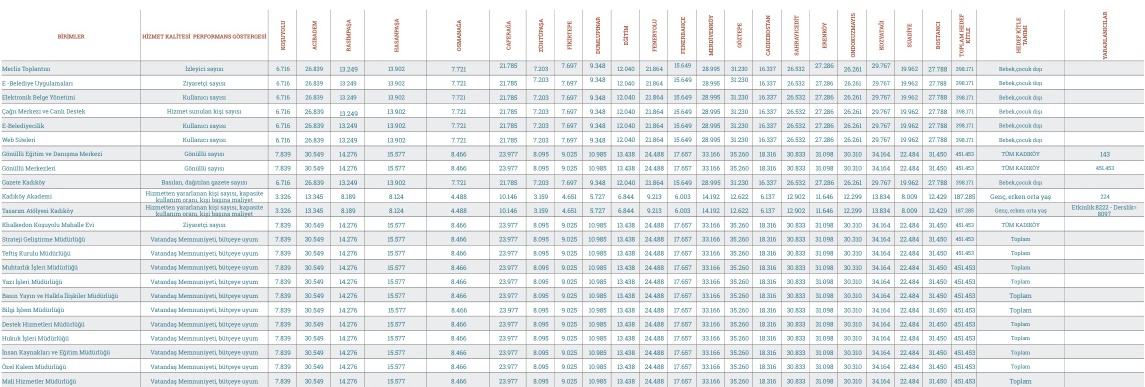 BİRİMLER HİZMET KALİTESİ PERFORMANS GÖSTERGESİ KOŞUYOLU ACIBADEM RASİMPAŞA HASANPAŞA OSMANAĞA CAFERAĞA ZÜHTÜPAŞA FİKİRTEPE DUMLUPINAR EĞİTİM FENERYOLU FENERBAHÇE MERDİVENKÖY GÖZTEPE CADDEBOSTAN SAHRAYICEDİT ERENKÖY ONDOKUZMAYIS KOZYATAĞI SUADİYE BOSTANCI TOPLAM HEDEF KİTLE HEDEF KİTLE TANIMI YARARLANICILAR
Meclis Toplantısı İzleyici sayısı 6.716 26.839 13.249 13.902 7.721 21.785 7.203 7.697 9.348 12.040 21.864 15.649 28.995 31.230 16.337 26.532 27.286 26.261 29.767 19.962 27.788 398.171 Bebek,çocuk dışı
E -Belediye Uygulamaları Ziyaretçi sayısı 6.716 26.839 13.249 13.902 7.721 21.785 7.203 7.697 9.348 12.040 21.864 15.649 28.995 31.230 16.337 26.532 27.286 26.261 29.767 19.962 27.788 398.171 Bebek,çocuk dışı
Elektronik Belge Yönetimi Kullanıcı sayısı 6.716 26.839 13.249 13.902 7.721 21.785 7.203 7.697 9.348 12.040 21.864 15.649 28.995 31.230 16.337 26.532 27.286 26.261 29.767 19.962 27.788 398.171 Bebek,çocuk dışı
Çağrı Merkezi ve Canlı Destek Hizmet sunulan kişi sayısı 6.716 26.839 13.249 13.902 7.721 21.785 7.203 7.697 9.348 12.040 21.864 15.649 28.995 31.230 16.337 26.532 27.286 26.261 29.767 19.962 27.788 398.171 Bebek,çocuk dışı
E-Belediyecilik Kullanıcı sayısı 6.716 26.839 13.249 13.902 7.721 21.785 7.203 7.697 9.348 12.040 21.864 15.649 28.995 31.230 16.337 26.532 27.286 26.261 29.767 19.962 27.788 398.171 Bebek,çocuk dışı
Web Siteleri Kullanıcı sayısı 6.716 26.839 13.249 13.902 7.721 21.785 7.203 7.697 9.348 12.040 21.864 15.649 28.995 31.230 16.337 26.532 27.286 26.261 29.767 19.962 27.788 398.171 Bebek,çocuk dışı
Gönüllü Eğitim ve Danışma Merkezi Gönüllü sayısı 7.839 30.549 14.276 15.577 8.466 23.977 8.095 9.025 10.985 13.438 24.488 17.657 33.166 35.260 18.316 30.833 31.098 30.310 34.164 22.484 31.450 451.453 TÜM KADIKÖY 143
Gönüllü Merkezleri Gönüllü sayısı 7.839 30.549 14.276 15.577 8.466 23.977 8.095 9.025 10.985 13.438 24.488 17.657 33.166 35.260 18.316 30.833 31.098 30.310 34.164 22.484 31.450 451.453 TÜM KADIKÖY 451.453
Gazete Kadıköy Basılan, dağıtılan gazete sayısı 6.716 26.839 13.249 13.902 7.721 21.785 7.203 7.697 9.348 12.040 21.864 15.649 28.995 31.230 16.337 26.532 27.286 26.261 29.767 19.962 27.788 398.171 Bebek,çocuk dışı
Kadıköy Akademi Hizmetten yararlanan kişi sayısı, kapasite kullanım oranı, kişi başına maliyet 3.326 13.345 8.189 8.124 4.488 10.146 3.159 4.651 5.727 6.844 9.213 6.003 14.192 12.622 6.137 12.902 11.646 12.299 13.834 8.009 12.429 187.285 Genç, erken orta yaş 224
Tasarım Atölyesi Kadıköy Hizmetten yararlanan kişi sayısı, kapasite kullanım oranı, kişi başına maliyet 3.326 13.345 8.189 8.124 4.488 10.146 3.159 4.651 5.727 6.844 9.213 6.003 14.192 12.622 6.137 12.902 11.646 12.299 13.834 8.009 12.429 187.285 Genç, erken orta yaş Etkinlik:8222 - Derslik= 8097
Khalkedon Koşuyolu Mahalle Evi Ziyaretçi sayısı 7.839 30.549 14.276 15.577 8.466 23.977 8.095 9.025 10.985 13.438 24.488 17.657 33.166 35.260 18.316 30.833 31.098 30.310 34.164 22.484 31.450 451.453 TÜM KADIKÖY
Strateji Geliştirme Müdürlüğü Vatandaş Memnuniyeti, bütçeye uyum 7.839 30.549 14.276 15.577 8.466 23.977 8.095 9.025 10.985 13.438 24.488 17.657 33.166 35.260 18.316 30.833 31.098 30.310 34.164 22.484 31.450 451.453 Toplam
Teftiş Kurulu Müdürlüğü Vatandaş Memnuniyeti, bütçeye uyum 7.839 30.549 14.276 15.577 8.466 23.977 8.095 9.025 10.985 13.438 24.488 17.657 33.166 35.260 18.316 30.833 31.098 30.310 34.164 22.484 31.450 451.453 Toplam
Muhtarlık İşleri Müdürlüğü Vatandaş Memnuniyeti, bütçeye uyum 7.839 30.549 14.276 15.577 8.466 23.977 8.095 9.025 10.985 13.438 24.488 17.657 33.166 35.260 18.316 30.833 31.098 30.310 34.164 22.484 31.450 451.453 Toplam
Yazı İşleri Müdürlüğü Vatandaş Memnuniyeti, bütçeye uyum 7.839 30.549 14.276 15.577 8.466 23.977 8.095 9.025 10.985 13.438 24.488 17.657 33.166 35.260 18.316 30.833 31.098 30.310 34.164 22.484 31.450 451.453 Toplam
Basın Yayın ve Halkla İlişkiler Müdürlüğü Vatandaş Memnuniyeti, bütçeye uyum 7.839 30.549 14.276 15.577 8.466 23.977 8.095 9.025 10.985 13.438 24.488 17.657 33.166 35.260 18.316 30.833 31.098 30.310 34.164 22.484 31.450 451.453 Toplam
Bilgi İşlem Müdürlüğü Vatandaş Memnuniyeti, bütçeye uyum 7.839 30.549 14.276 15.577 8.466 23.977 8.095 9.025 10.985 13.438 24.488 17.657 33.166 35.260 18.316 30.833 31.098 30.310 34.164 22.484 31.450 451.453 Toplam
Destek Hizmetleri Müdürlüğü Vatandaş Memnuniyeti, bütçeye uyum 7.839 30.549 14.276 15.577 8.466 23.977 8.095 9.025 10.985 13.438 24.488 17.657 33.166 35.260 18.316 30.833 31.098 30.310 34.164 22.484 31.450 451.453 Toplam
Hukuk İşleri Müdürlüğü Vatandaş Memnuniyeti, bütçeye uyum 7.839 30.549 14.276 15.577 8.466 23.977 8.095 9.025 10.985 13.438 24.488 17.657 33.166 35.260 18.316 30.833 31.098 30.310 34.164 22.484 31.450 451.453 Toplam
İnsan Kaynakları ve Eğitim Müdürlüğü Vatandaş Memnuniyeti, bütçeye uyum 7.839 30.549 14.276 15.577 8.466 23.977 8.095 9.025 10.985 13.438 24.488 17.657 33.166 35.260 18.316 30.833 31.098 30.310 34.164 22.484 31.450 451.453 Toplam
Özel Kalem Müdürlüğü Vatandaş Memnuniyeti, bütçeye uyum 7.839 30.549 14.276 15.577 8.466 23.977 8.095 9.025 10.985 13.438 24.488 17.657 33.166 35.260 18.316 30.833 31.098 30.310 34.164 22.484 31.450 451.453 Toplam
Mali Hizmetler Müdürlüğü Vatandaş Memnuniyeti, bütçeye uyum 7.839 30.549 14.276 15.577 8.466 23.977 8.095 9.025 10.985 13.438 24.488 17.657 33.166 35.260 18.316 30.833 31.098 30.310 34.164 22.484 31.450 451.453 Toplam